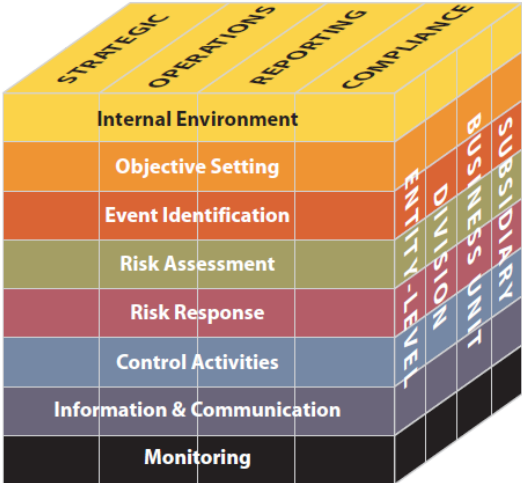 STRATEGIC
OPERATIONS
REPORTING
COMPLIANCE
Internal Environment
Objective Setting
Event Identification
Risk Assessment
Risk Response
Control Activities
Information & Communication
Monitoring
ENTITY-LEVEL
DIVISION
BUSINESS UNIT
SUBSIDIARY